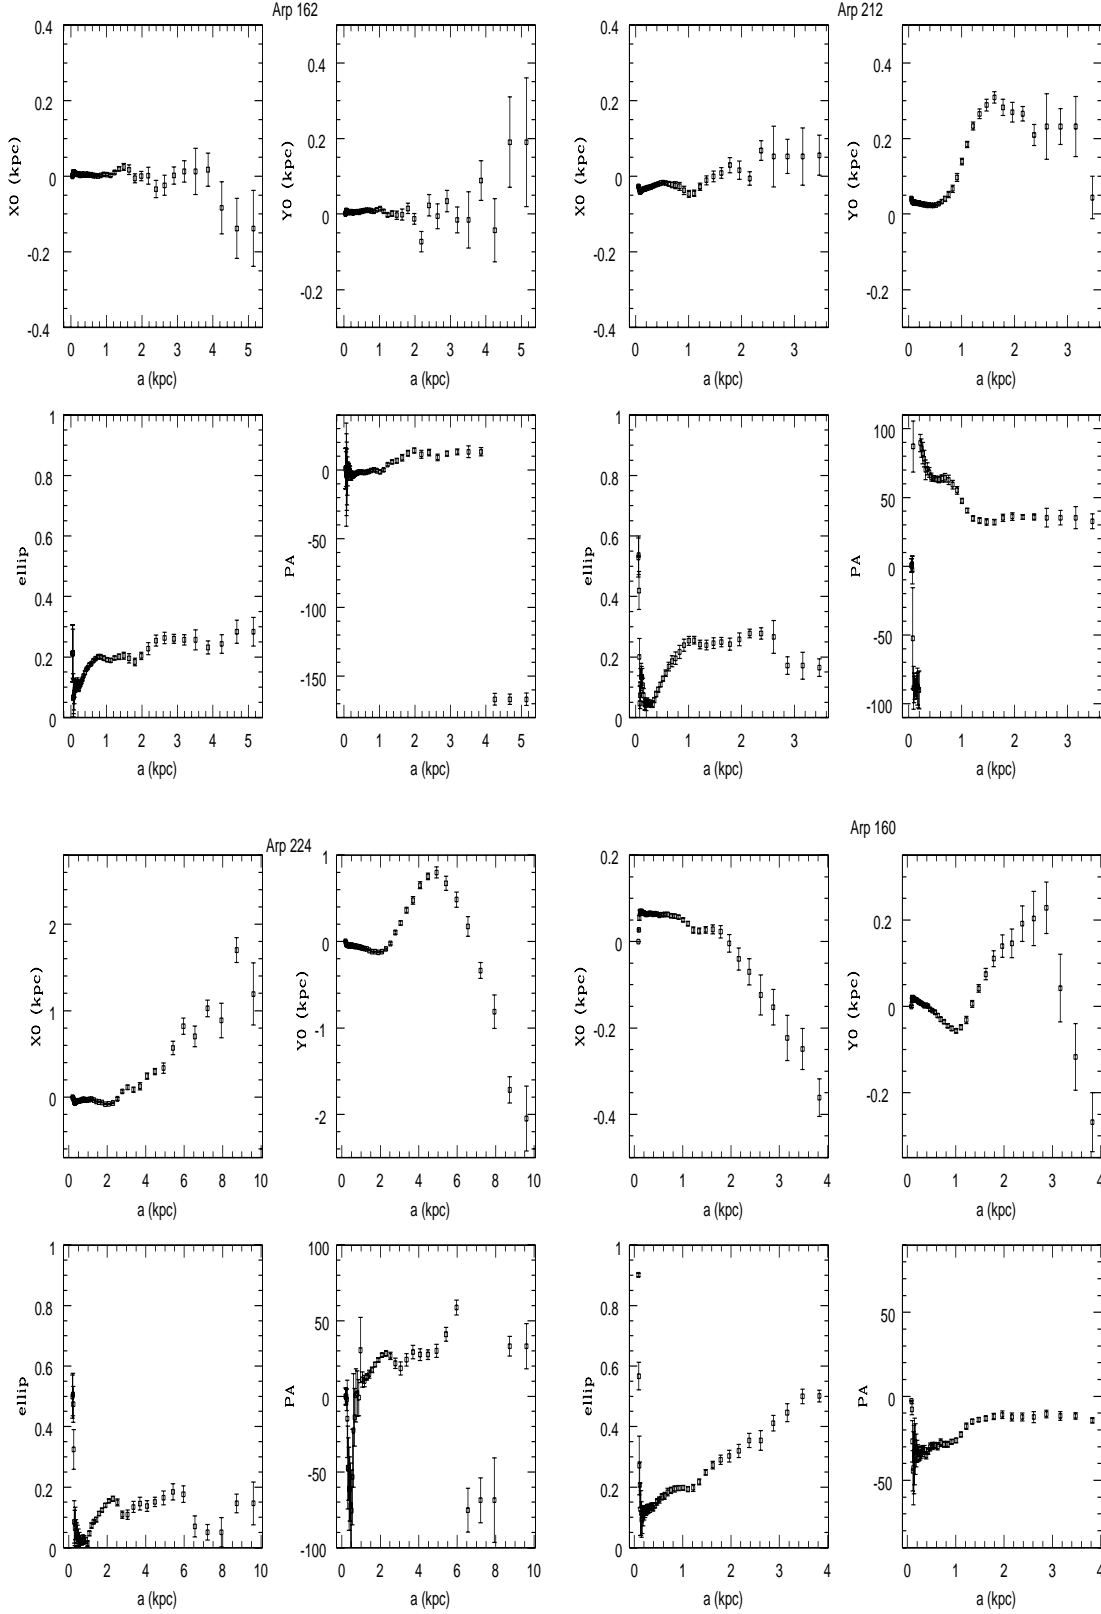 Arp 162 Arp 212
0.4 0.4 0.4 0.4
0.2 0.2 0.2 0.2
X0 (kpc) 0 Y0 (kpc) 0 X0 (kpc) 0 Y0 (kpc) 0
-0.2 -0.2 -0.2 -0.2
-0.4 -0.4
0 1 2 3 4 5 0 1 2 3 4 5 0 1 2 3 0 1 2 3
a (kpc) a (kpc) a (kpc) a (kpc)
1 1 100
0.8 0 0.8 50
0.6 -50 0.6
ellip PA ellip PA 0
0.4 -100 0.4
0.2 -150 0.2 -50
0 0 -100
0 1 2 3 4 5 0 1 2 3 4 5 0 1 2 3 0 1 2 3
a (kpc) a (kpc) a (kpc) a (kpc)
Arp 224 Arp 160
2 1 0.2 0.2
X0 (kpc) 1 Y0 (kpc) 0 X0 (kpc) 0 Y0 (kpc) 0
0 -1 -0.2 -0.2
-2 -0.4
0 2 4 6 8 10 0 2 4 6 8 10 0 1 2 3 4 0 1 2 3 4
a (kpc) a (kpc) a (kpc) a (kpc)
1 100 1
0.8 50 0.8 50
0.6 0.6
ellip PA 0 ellip PA 0
0.4 0.4
0.2 -50 0.2 -50
0 -100 0
0 2 4 6 8 10 0 2 4 6 8 10 0 1 2 3 4 0 1 2 3 4
a (kpc) a (kpc) a (kpc) a (kpc)